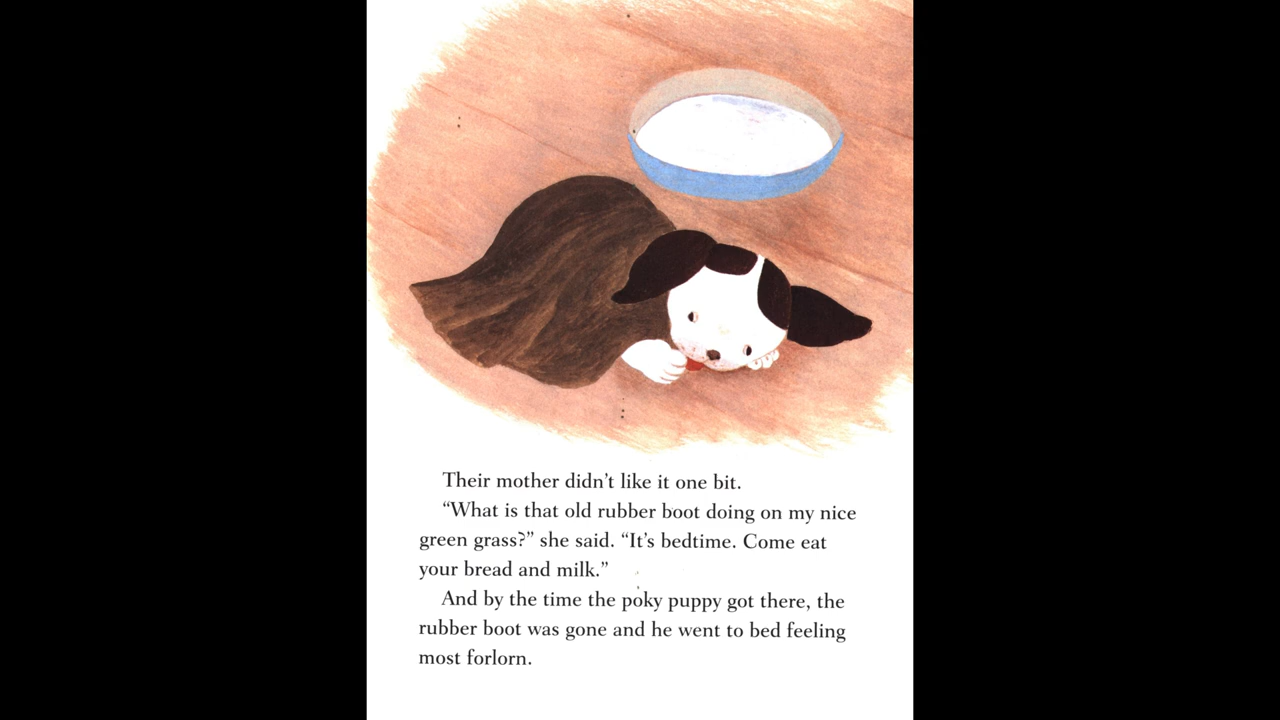 Their mother didn’t like it one bit.
“What is that old rubber boot doing on my nice
green grass?” she said. “It’s bedtime. Come eat
your bread and milk.”
And by the time the poky puppy got there, the
rubber boot was gone and he went to bed feeling
most forlorn.